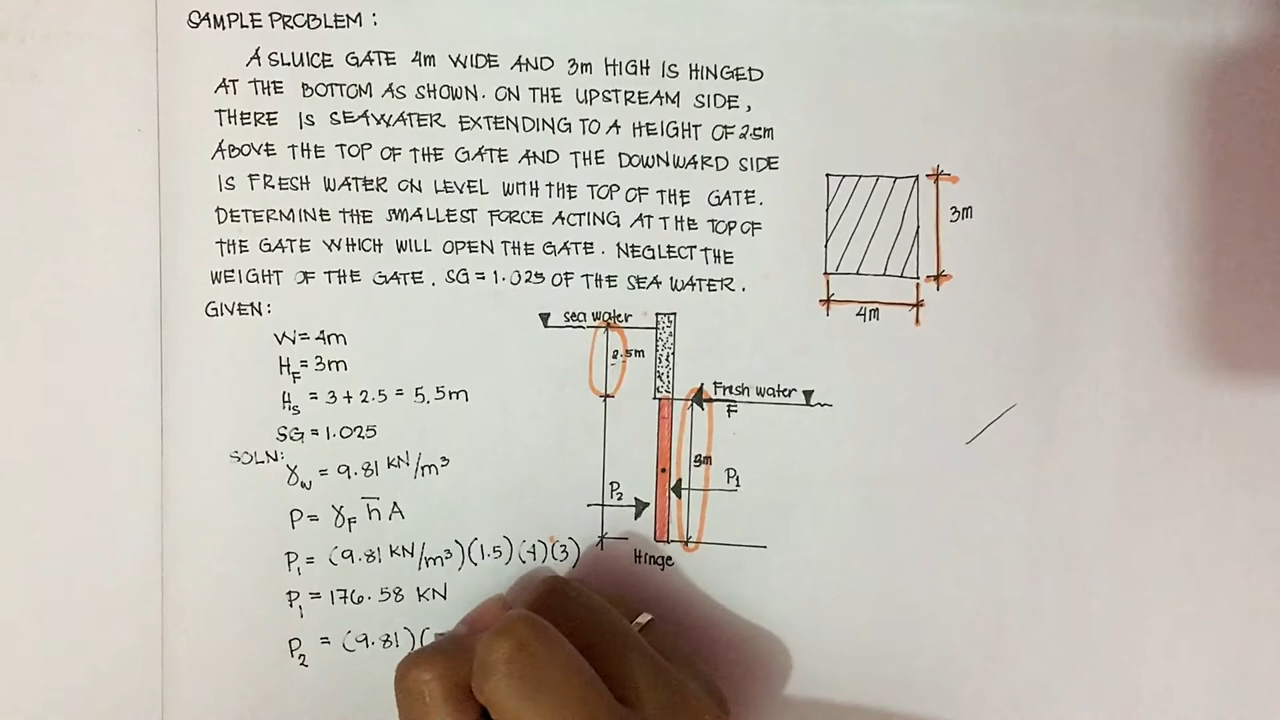 SAMPLE PROBLEM:
A SLUICE GATE 4m WIDE AND 3m HIGH IS HINGED
AT THE BOTTOM AS SHOWN. ON THE UPSTREAM SIDE,
THERE IS SEAWATER EXTENDING TO A HEIGHT OF 2.5m
ABOVE THE TOP OF THE GATE AND THE DOWNWARD SIDE
IS FRESH WATER ON LEVEL WITH THE TOP OF THE GATE.
DETERMINE THE SMALLEST FORCE ACTING AT THE TOP OF
THE GATE WHICH WILL OPEN THE GATE. NEGLECT THE
WEIGHT OF THE GATE. SG = 1.025 OF THE SEA WATER.
GIVEN:
W = 4m
H_F = 3m
H_S = 3 + 2.5 = 5.5m
SG = 1.025
SOLN:
γ_w = 9.81 KN/m³
P = γ_F h̅ A
P₁ = (9.81 KN/m³)(1.5)(4)(3)
P₁ = 176.58 KN
P₂ = (9.81)(
3m
4m
sea water
2.5m
Fresh water
F
3m
P₁
P₂
Hinge